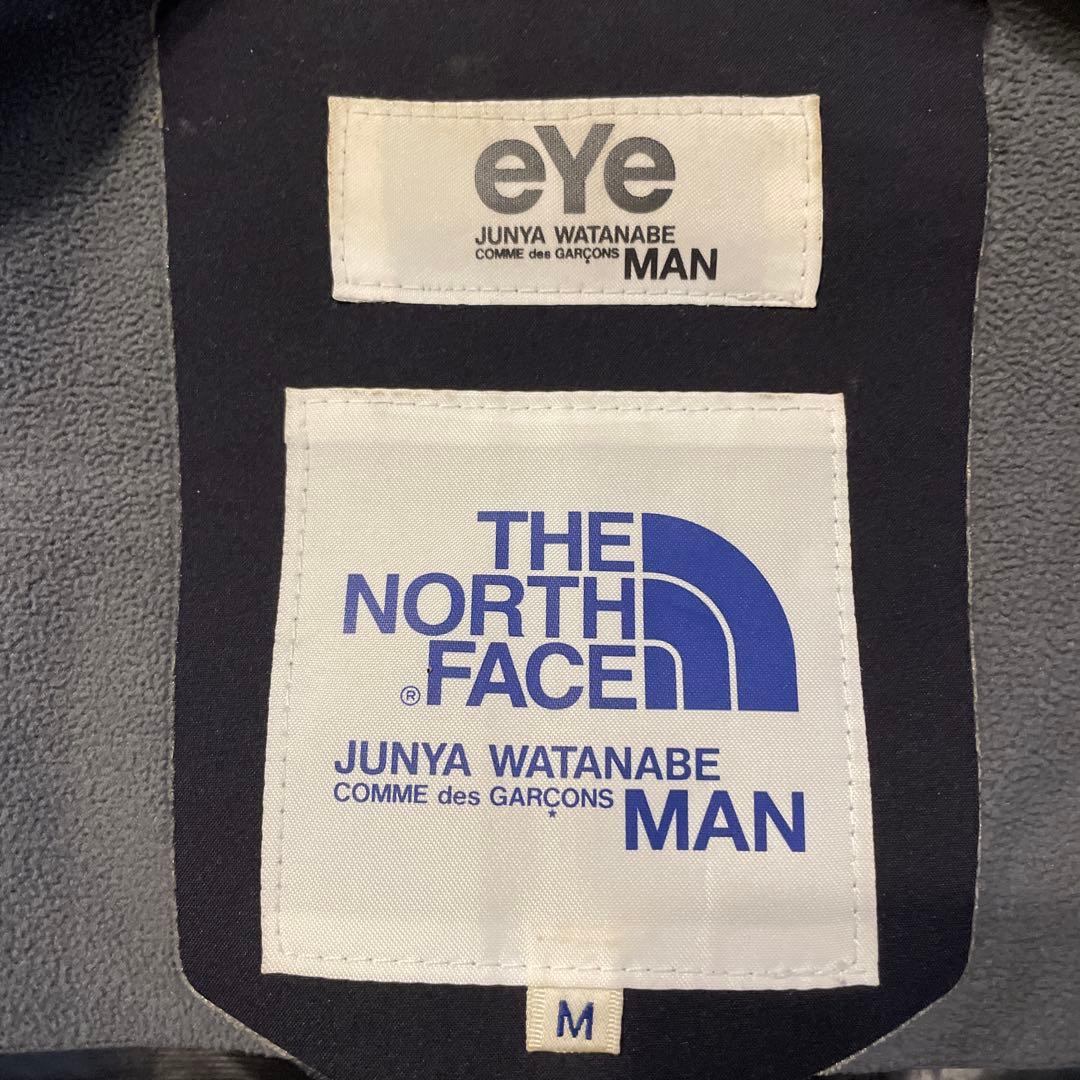 eYe
JUNYA WATANABE
COMME des GARÇONS MAN
THE
NORTH
® FACE
JUNYA WATANABE
COMME des GARÇONS MAN
M